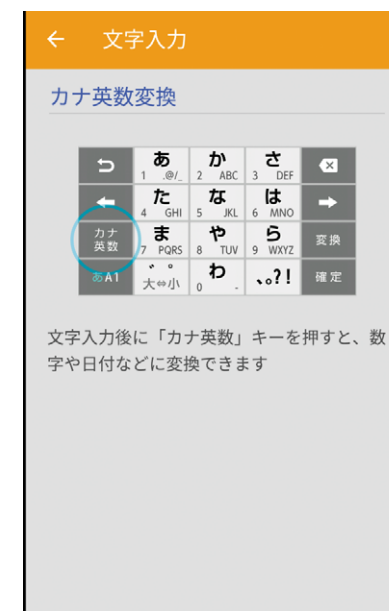 文字入力
カナ英数変換
あ か さ
1 .@/_ 2 ABC 3 DEF
た な は
4 GHI 5 JKL 6 MNO
カナ
英数
ま や ら 変換
7 PQRS 8 TUV 9 WXYZ
あA1 ゛゜
大⇔小 わ
0 - 、。?! 確定
文字入力後に「カナ英数」キーを押すと、数
字や日付などに変換できます